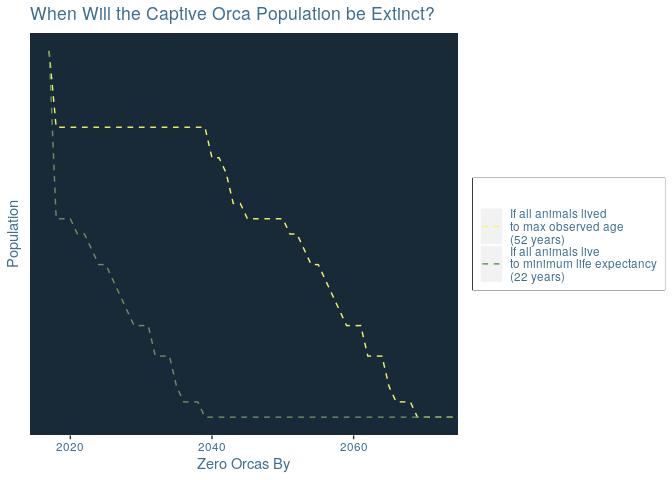 When Will the Captive Orca Population be Extinct?
Population
If all animals lived
to max observed age
(52 years)
If all animals live
to minimum life expectancy
(22 years)
2020
2040
2060
Zero Orcas By